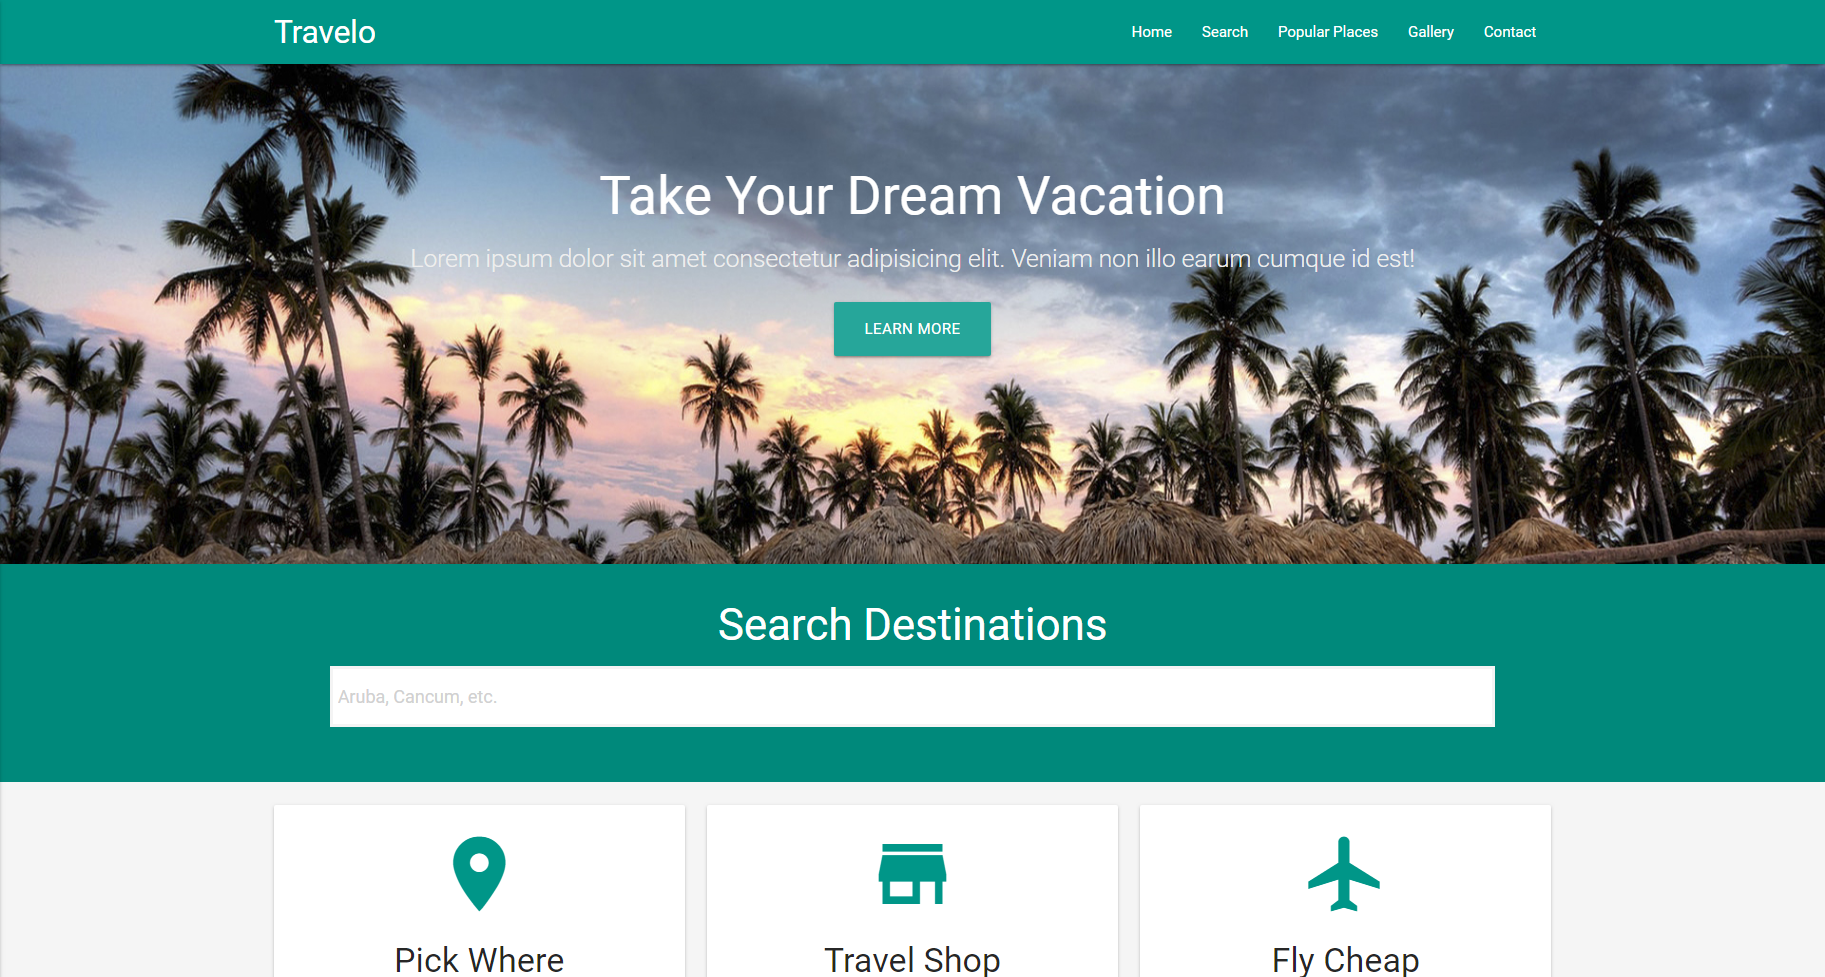 Travelo
Home Search Popular Places Gallery Contact
Take Your Dream Vacation
Lorem ipsum dolor sit amet consectetur adipisicing elit. Veniam non illo earum cumque id est!
LEARN MORE
Search Destinations
Aruba, Cancum, etc.
Pick Where
Travel Shop
Fly Cheap